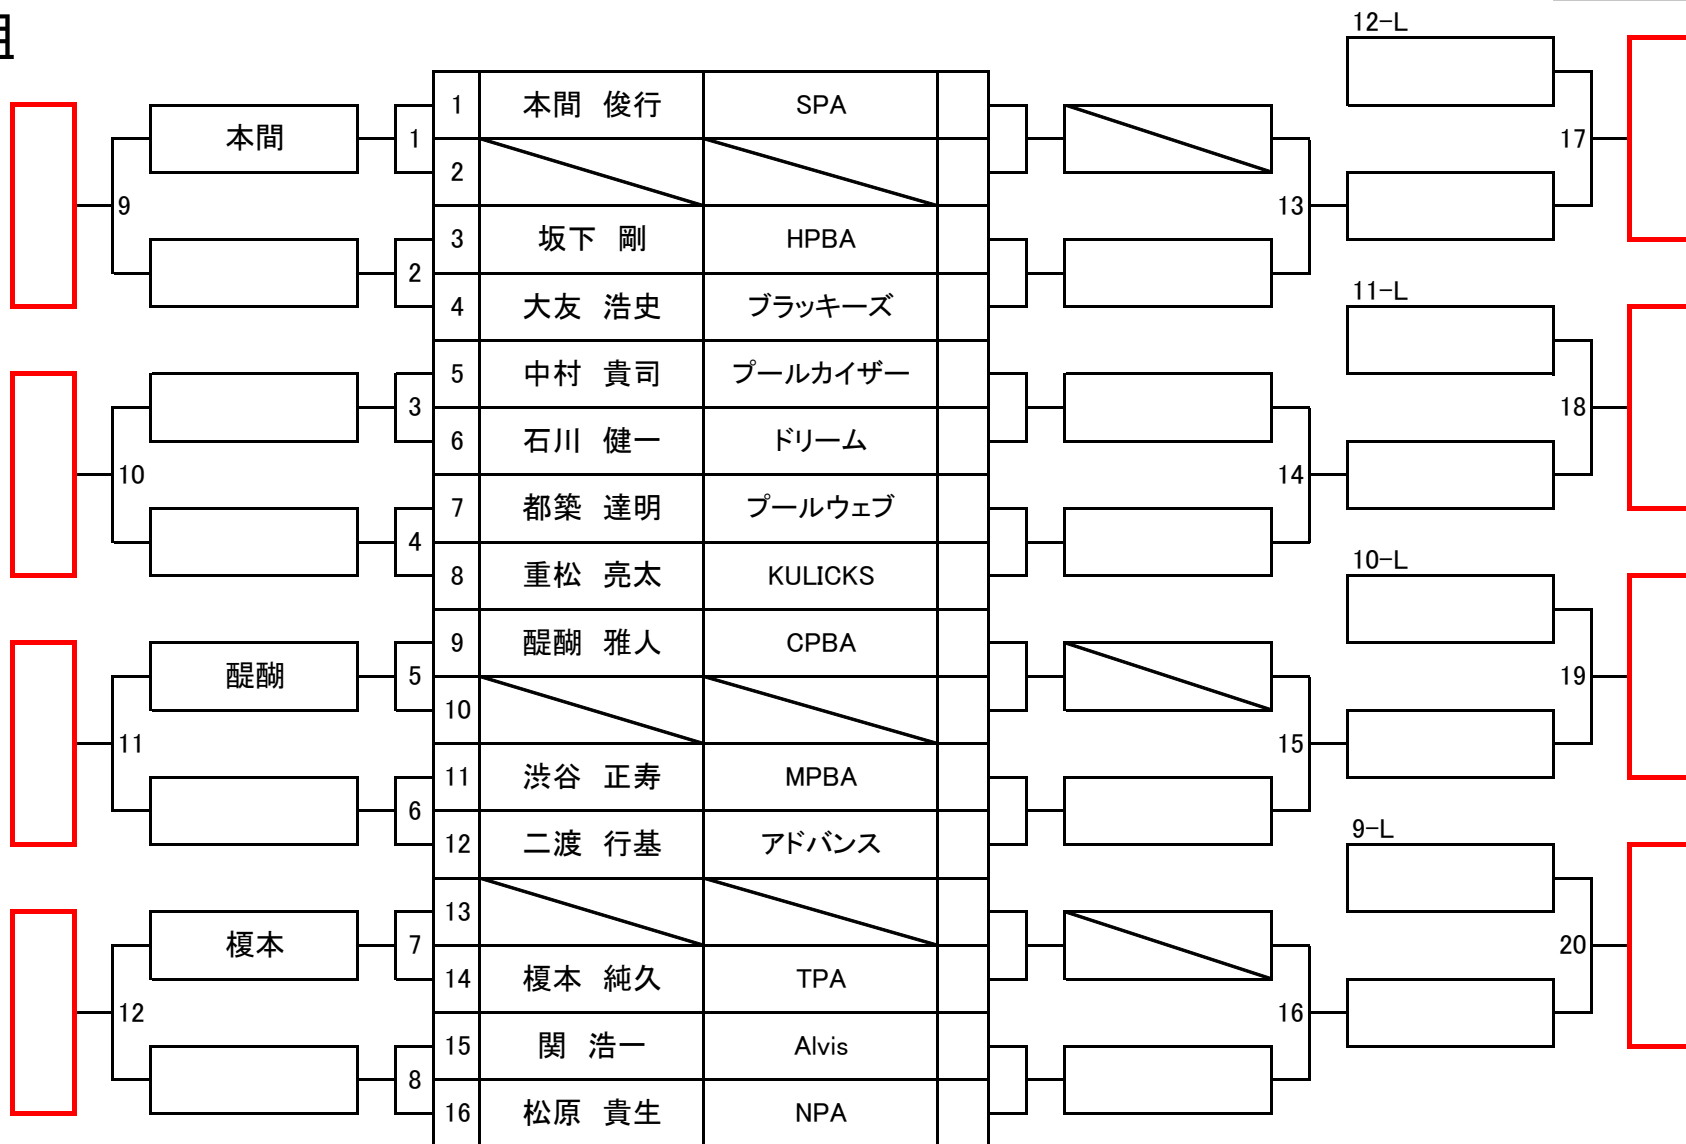 組
12-L
1 本間 俊行 SPA
本間 1 17
2
9 13
3 坂下 剛 HPBA
2
11-L
4 大友 浩史 ブラッキーズ
5 中村 貴司 プールカイザー
3 18
6 石川 健一 ドリーム
10 14
7 都築 達明 プールウェブ
4
10-L
8 重松 亮太 KULICKS
9 醍醐 雅人 CPBA
醍醐 5 19
10
11 15
11 渋谷 正寿 MPBA
6
9-L
12 二渡 行基 アドバンス
13
榎本 7 20
14 榎本 純久 TPA
12 16
15 関 浩一 Alvis
8
16 松原 貴生 NPA